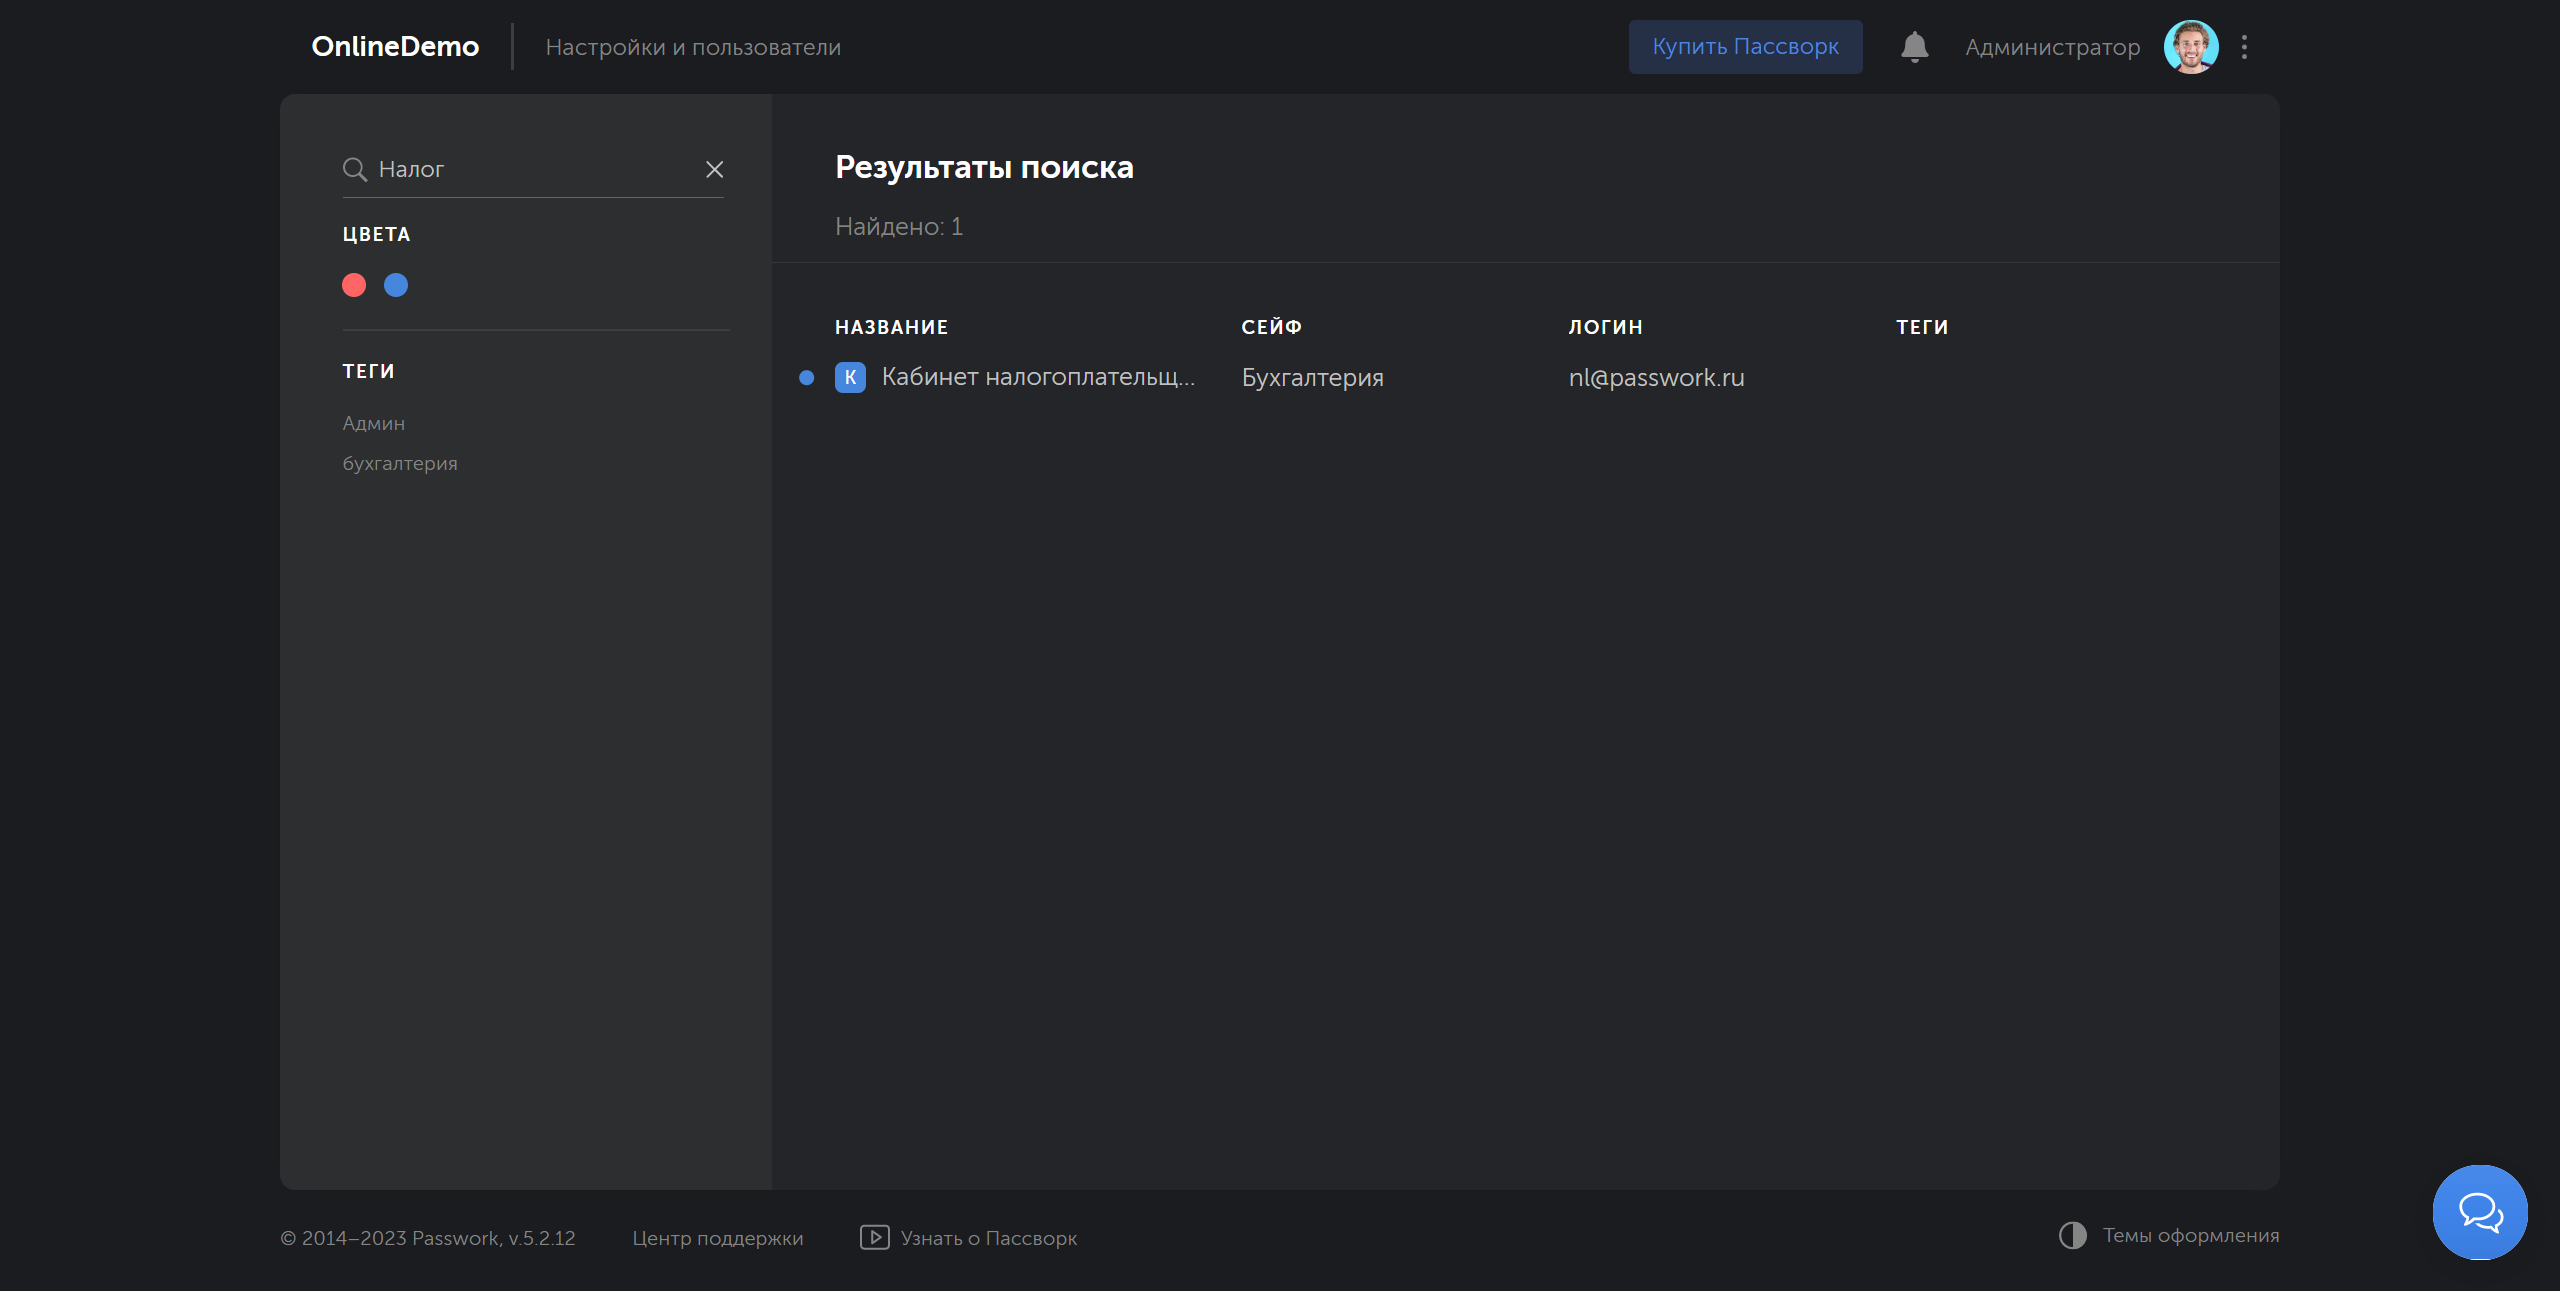 OnlineDemo
Настройки и пользователи
Купить Пассворк
Администратор
Налог
ЦВЕТА
ТЕГИ
Админ
бухгалтерия
Результаты поиска
Найдено: 1
НАЗВАНИЕ СЕЙФ ЛОГИН ТЕГИ
К Кабинет налогоплательщ... Бухгалтерия nl@passwork.ru
© 2014–2023 Passwork, v.5.2.12
Центр поддержки
Узнать о Пассворк
Темы оформления